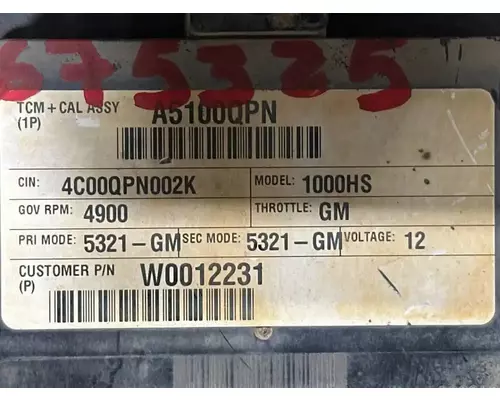 675325
TCM + CAL ASSY A5100QPN
(1P)
CIN: 4C00QPN002K MODEL: 1000HS
GOV RPM: 4900 THROTTLE: GM
PRI MODE: 5321-GM SEC MODE: 5321-GM VOLTAGE: 12
CUSTOMER P/N W0012231
(P)